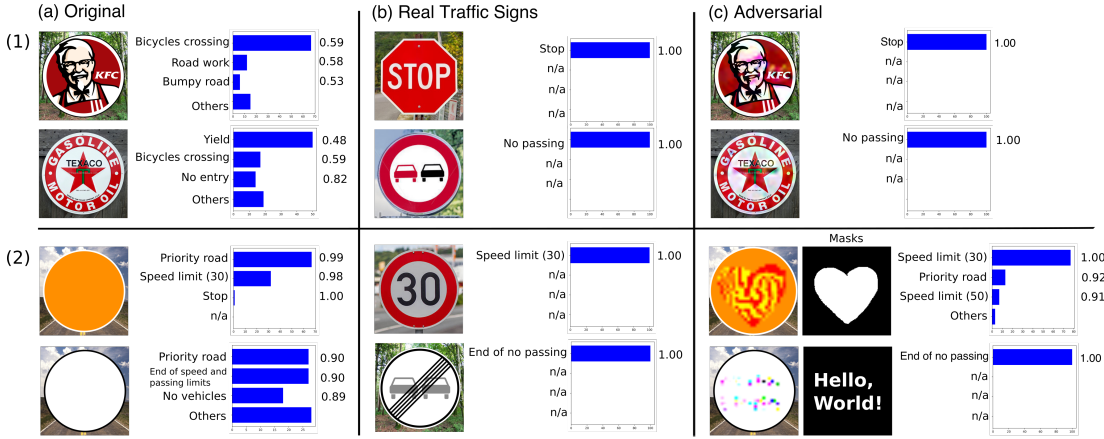 (a) Original
(b) Real Traffic Signs
(c) Adversarial
(1)
KFC
Bicycles crossing 0.59
Road work 0.58
Bumpy road 0.53
Others
STOP
Stop 1.00
n/a
n/a
n/a
KFC
Stop 1.00
n/a
n/a
n/a
GASOLINE
TEXACO
MOTOR OIL
Yield 0.48
Bicycles crossing 0.59
No entry 0.82
Others
No passing 1.00
n/a
n/a
GASOLINE
TEXACO
MOTOR OIL
No passing 1.00
n/a
n/a
(2)
Priority road 0.99
Speed limit (30) 0.98
Stop 1.00
n/a
30
Speed limit (30) 1.00
n/a
n/a
n/a
Masks
Speed limit (30) 1.00
Priority road 0.92
Speed limit (50) 0.91
Others
Priority road 0.90
End of speed and
passing limits 0.90
No vehicles 0.89
Others
End of no passing 1.00
n/a
n/a
n/a
Hello,
World!
End of no passing 1.00
n/a
n/a
n/a